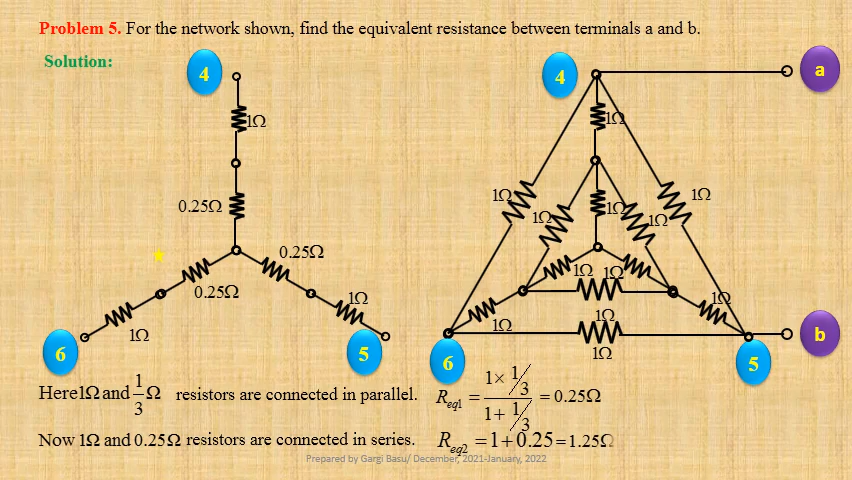 Problem 5. For the network shown, find the equivalent resistance between terminals a and b.
Solution:
4
1Ω
0.25Ω
0.25Ω
0.25Ω
1Ω
1Ω
6
5
4
a
1Ω
1Ω
1Ω
1Ω
1Ω
1Ω
1Ω
1Ω
1Ω
1Ω
1Ω
1Ω
b
6
5
Here 1Ω and 1/3 Ω resistors are connected in parallel. Req1 = (1× 1/3)/(1+ 1/3) = 0.25Ω
Now 1Ω and 0.25Ω resistors are connected in series. Req2 = 1+0.25=1.25Ω
Prepared by Gargi Basu/ December, 2021-January, 2022